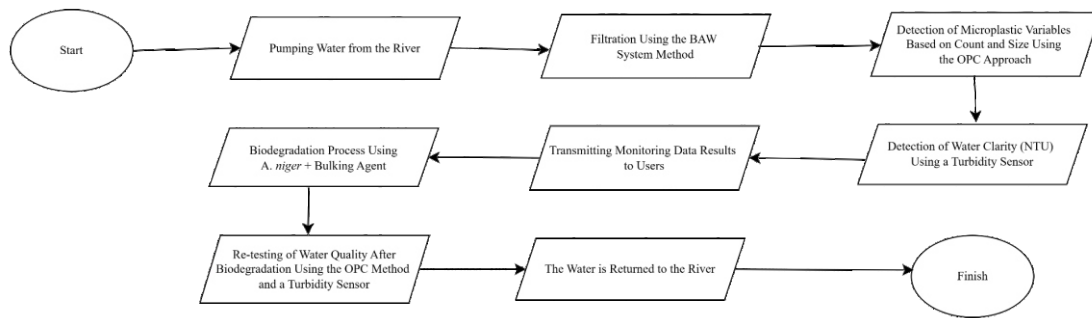 Start
Pumping Water from the River
Filtration Using the BAW
System Method
Detection of Microplastic Variables
Based on Count and Size Using
the OPC Approach
Detection of Water Clarity (NTU)
Using a Turbidity Sensor
Transmitting Monitoring Data Results
to Users
Biodegradation Process Using
A. niger + Bulking Agent
Re-testing of Water Quality After
Biodegradation Using the OPC Method
and a Turbidity Sensor
The Water is Returned to the River
Finish